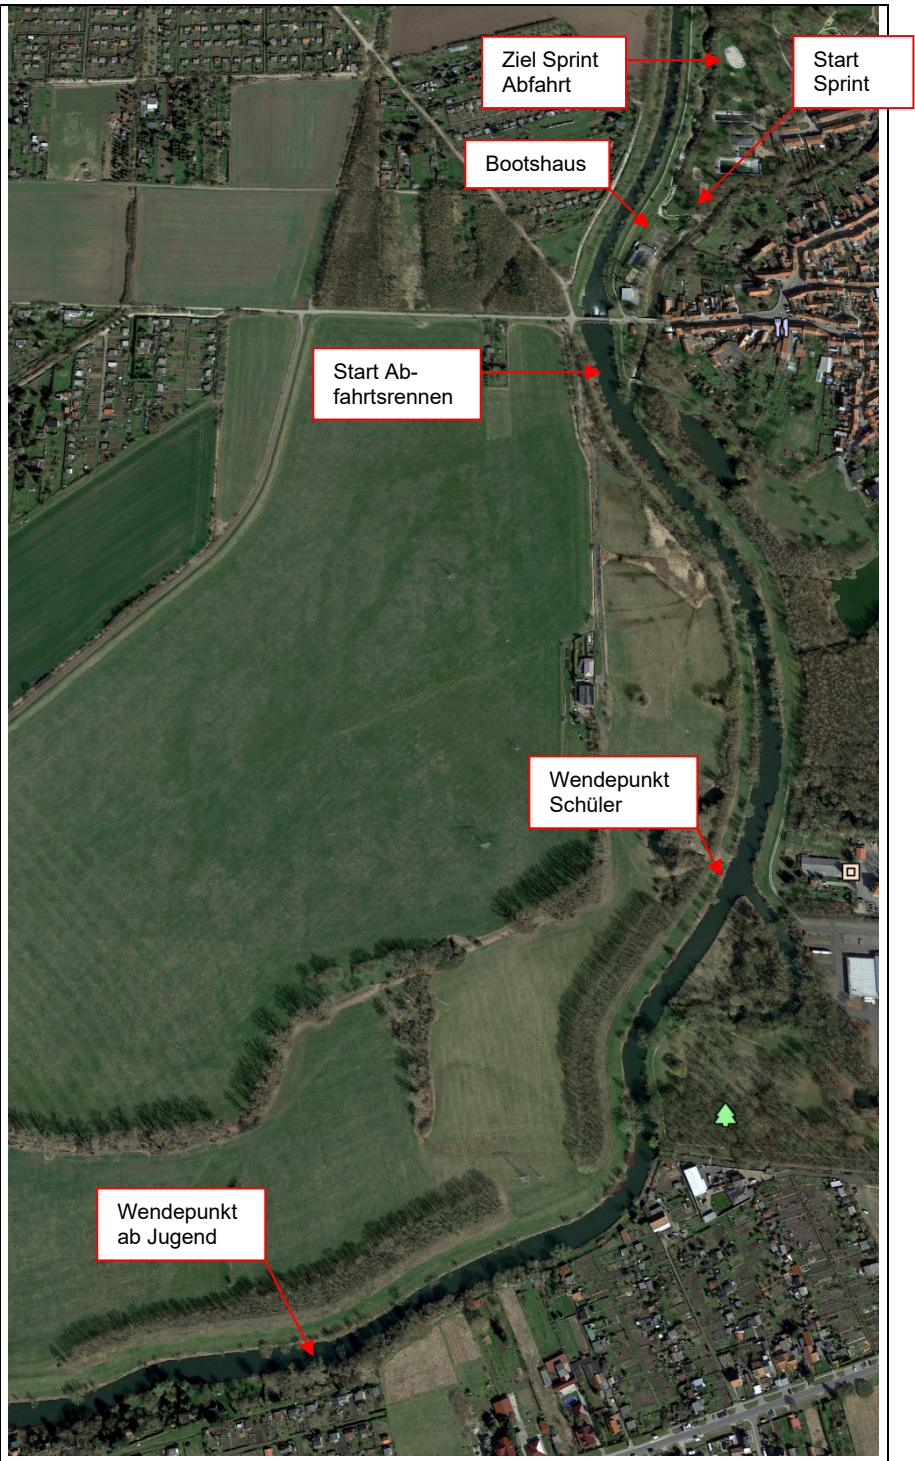 Ziel Sprint
Abfahrt
Start
Sprint
Bootshaus
Start Ab-
fahrtsrennen
Wendepunkt
Schüler
Wendepunkt
ab Jugend